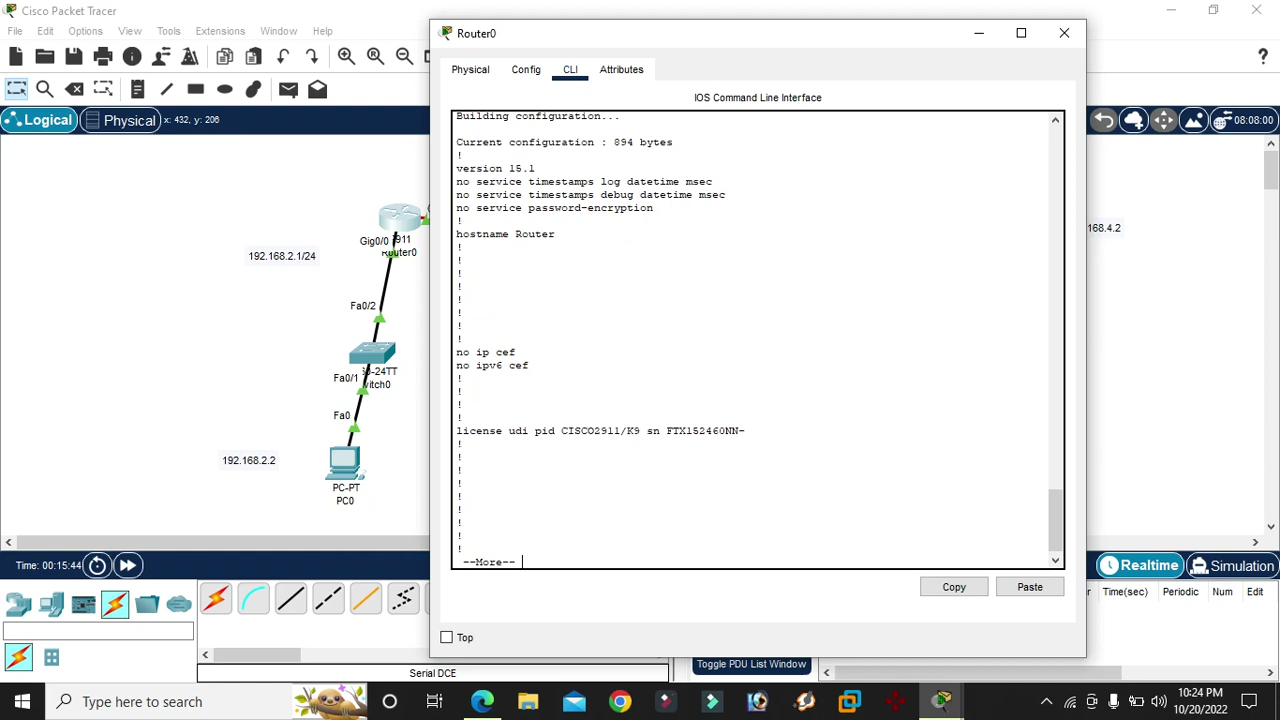 Cisco Packet Tracer
File Edit Options View Tools Extensions Window Help
Logical
Physical
x: 432, y: 206
08:08:00
Gig0/0
2911
Router0
192.168.2.1/24
Fa0/2
Fa0/1
Fa0
192.168.2.2
PC-PT
PC0
168.4.2
Router0
Physical Config CLI Attributes
IOS Command Line Interface
Building configuration...
Current configuration : 894 bytes
!
version 15.1
no service timestamps log datetime msec
no service timestamps debug datetime msec
no service password-encryption
!
hostname Router
!
!
!
!
!
!
!
!
no ip cef
no ipv6 cef
!
!
!
!
license udi pid CISCO2911/K9 sn FTX152460NN-
!
!
!
!
!
!
!
!
!
--More--
Copy
Paste
Top
Time: 00:15:44
Realtime
Simulation
Time(sec) Periodic Num Edit
Serial DCE
Toggle PDU List Window
Type here to search
10:24 PM
10/20/2022